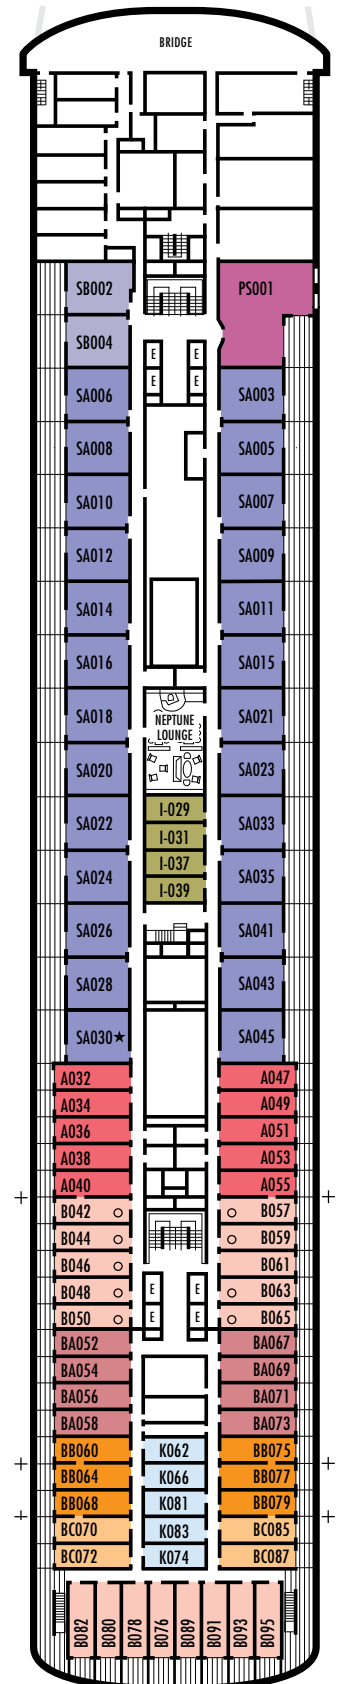 BRIDGE
SB002 PS001
SB004
E E
E E
SA006 SA003
SA008 SA005
SA010 SA007
SA012 SA009
SA014 SA011
SA016 SA015
SA018 NEPTUNE SA021
LOUNGE
SA020 SA023
I-029
SA022 I-031 SA033
I-037
SA024 I-039 SA035
SA026 SA041
SA028 SA043
SA030★ SA045
A032 A047
A034 A049
A036 A051
A038 A053
A040 A055
B042 B057
B044 B059
B046 B061
B048 E E B063
B050 E E B065
BA052 BA067
BA054 BA069
BA056 BA071
BA058 BA073
BB060 K062 BB075
BB064 K066 BB077
BB068 K081 BB079
BC070 K083 BC085
BC072 K074 BC087
B082 B080 B078 B076 B089 B091 B093 B095